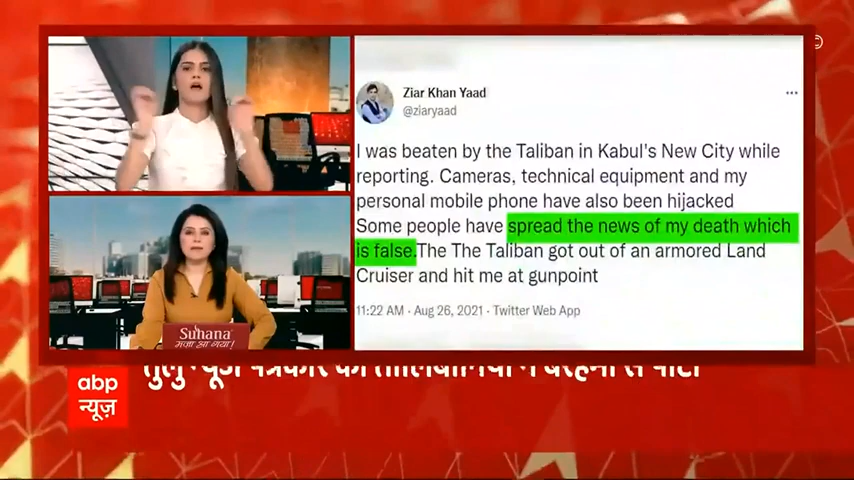 Ziar Khan Yaad
@ziaryaad
I was beaten by the Taliban in Kabul's New City while
reporting. Cameras, technical equipment and my
personal mobile phone have also been hijacked
Some people have spread the news of my death which
is false.The The Taliban got out of an armored Land
Cruiser and hit me at gunpoint
11:22 AM · Aug 26, 2021 · Twitter Web App
Suhana
मज़ा आ गया!
abp
न्यूज़